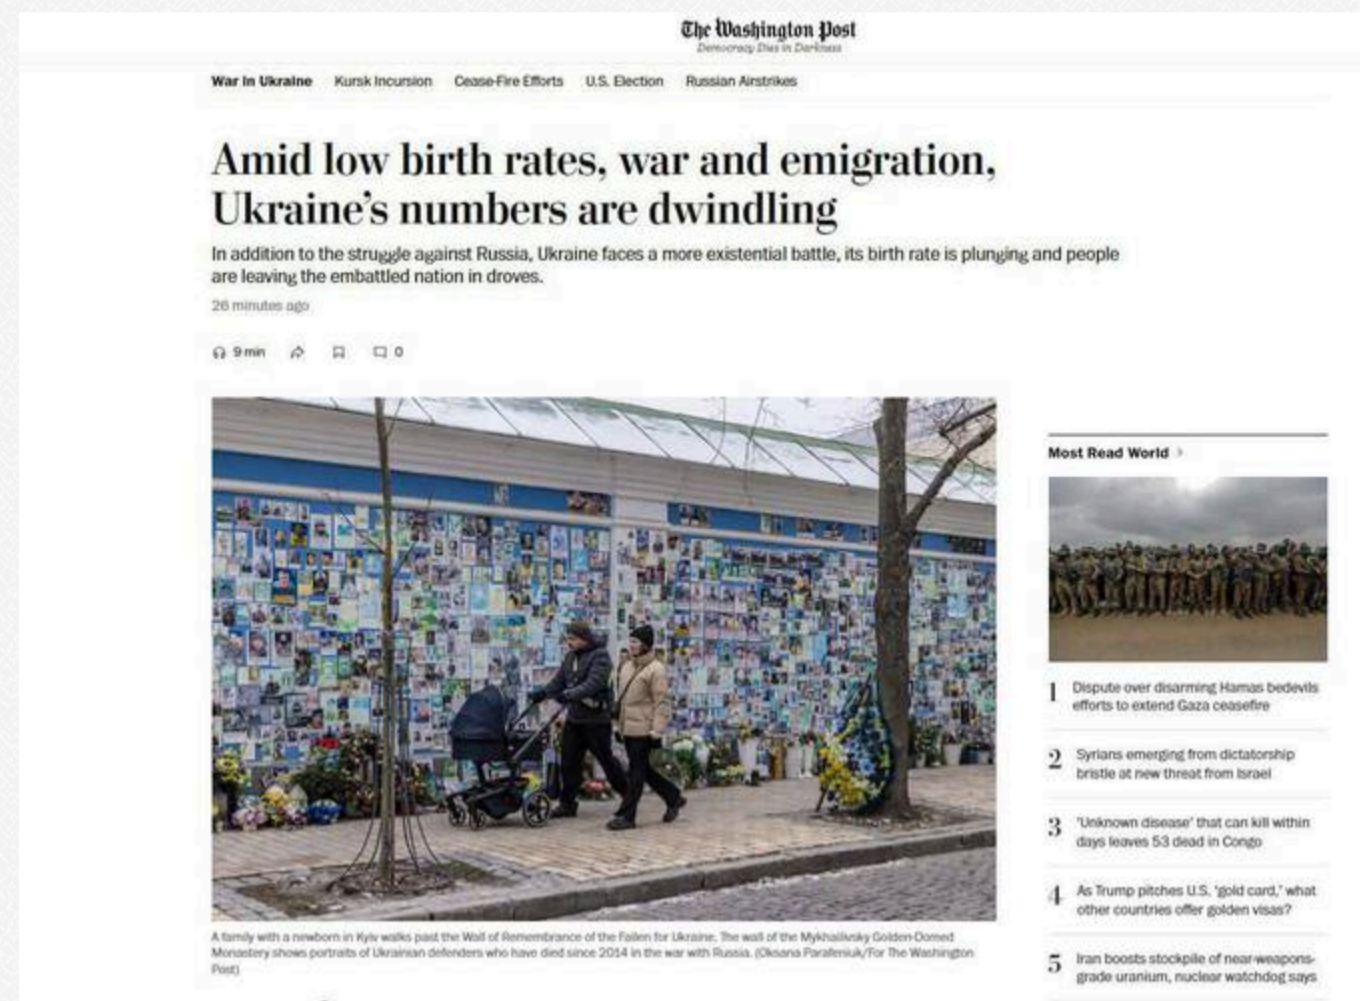 The Washington Post
Democracy Dies in Darkness
War in Ukraine Kursk Incursion Cease-Fire Efforts U.S. Election Russian Airstrikes
Amid low birth rates, war and emigration,
Ukraine's numbers are dwindling
In addition to the struggle against Russia, Ukraine faces a more existential battle, its birth rate is plunging and people
are leaving the embattled nation in droves.
26 minutes ago
9 min 0
A family with a newborn in Kyiv walks past the Wall of Remembrance of the Fallen for Ukraine. The wall of the Mykhailivsky Golden-Domed
Monastery shows portraits of Ukrainian defenders who have died since 2014 in the war with Russia. (Oksana Parafeniuk/For The Washington
Post)
Most Read World
1 Dispute over disarming Hamas bedevils
efforts to extend Gaza ceasefire
2 Syrians emerging from dictatorship
bristle at new threat from Israel
3 'Unknown disease' that can kill within
days leaves 53 dead in Congo
4 As Trump pitches U.S. 'gold card,' what
other countries offer golden visas?
5 Iran boosts stockpile of near-weapons-
grade uranium, nuclear watchdog says